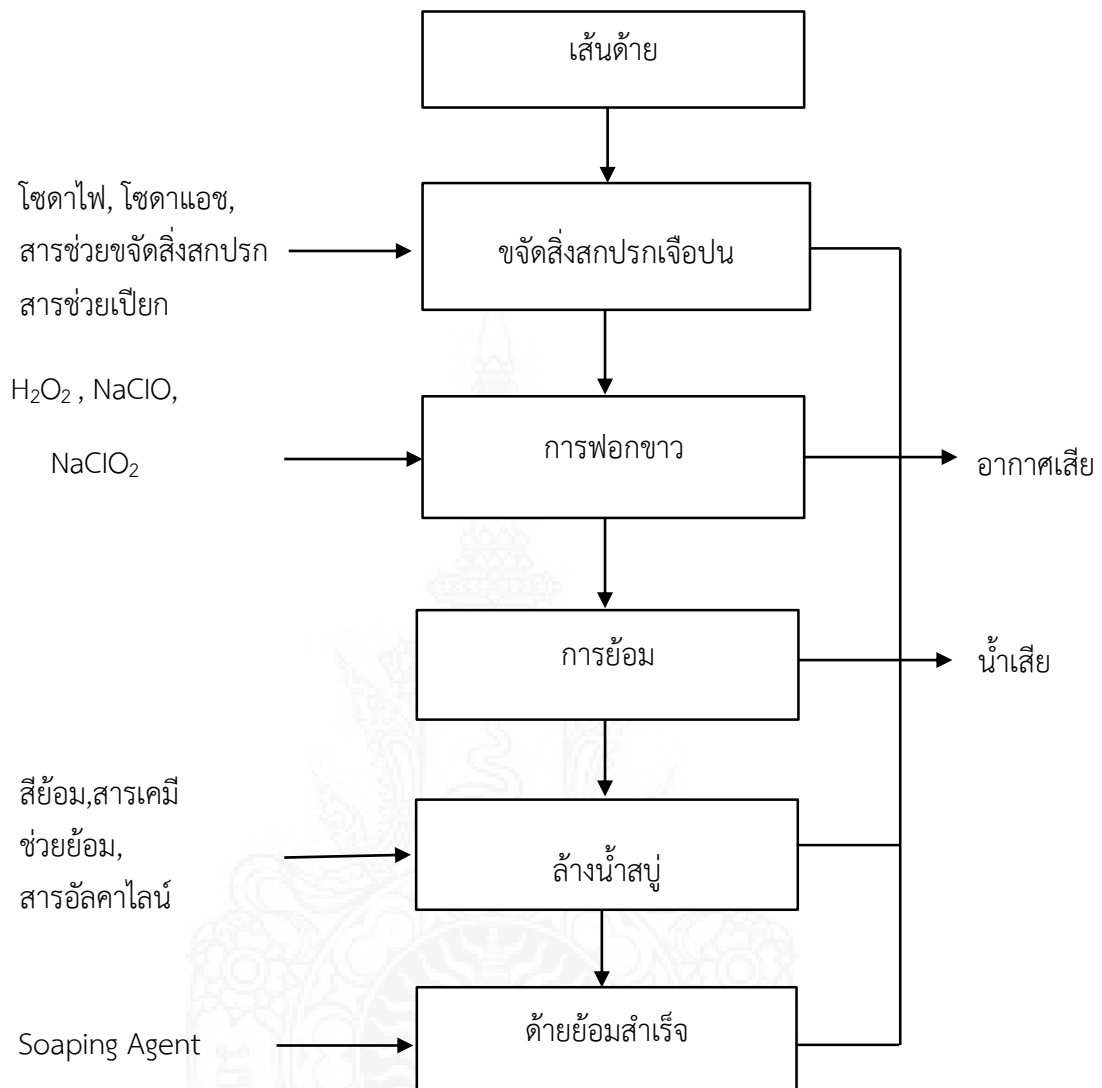 เส้นด้าย
โซดาไฟ, โซดาแอช,
สารช่วยขจัดสิ่งสกปรก
สารช่วยเปียก
ขจัดสิ่งสกปรกเจือปน
H₂O₂ , NaClO,
NaClO₂
การฟอกขาว
อากาศเสีย
การย้อม
น้ำเสีย
สีย้อม,สารเคมี
ช่วยย้อม,
สารอัลคาไลน์
ล้างน้ำสบู่
Soaping Agent
ด้ายย้อมสำเร็จ